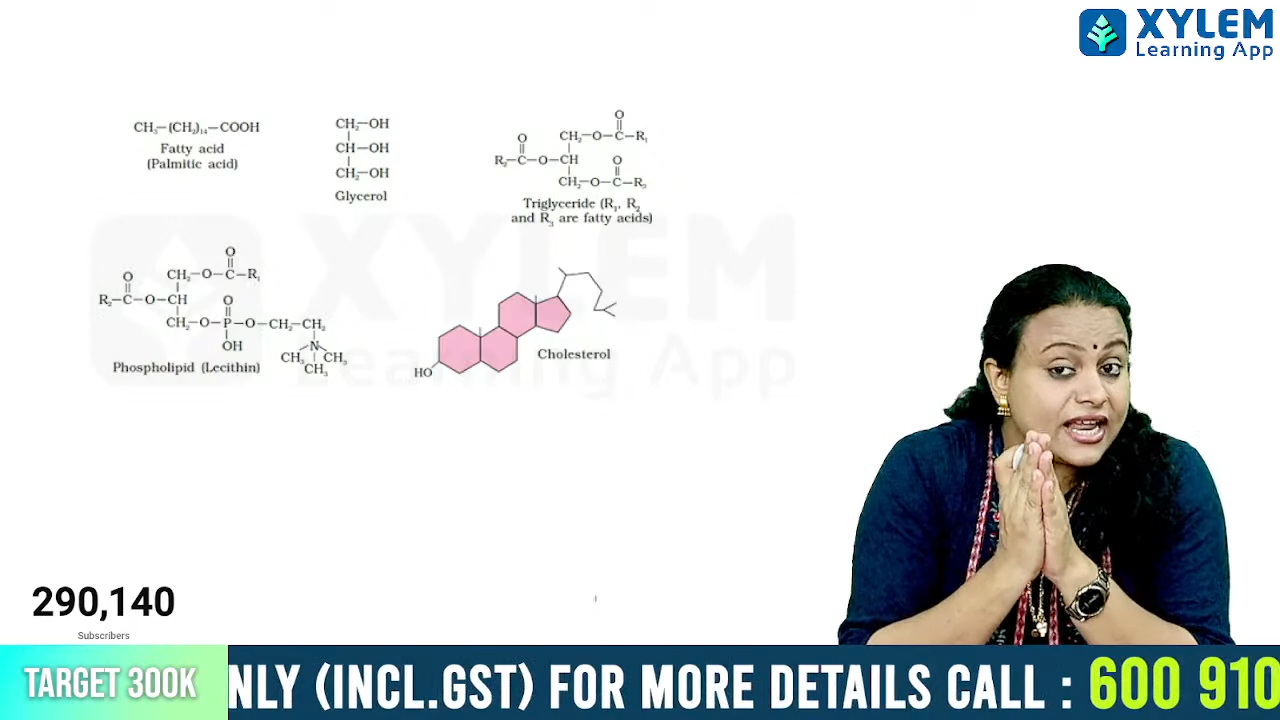 XYLEM
Learning App
CH₃—(CH₂)₁₄—COOH
Fatty acid
(Palmitic acid)
CH₂—OH
CH—OH
CH₂—OH
Glycerol
O
O CH₂—O—C—R₁
R₂—C—O—CH O
CH₂—O—C—R₃
Triglyceride (R₁, R₂
and R₃ are fatty acids)
O
O CH₂—O—C—R₁
R₂—C—O—CH O
CH₂—O—P—O—CH₂—CH₂
OH N
CH₃ CH₃
CH₃
Phospholipid (Lecithin)
HO
Cholesterol
XYLEM
Learning App
290,140
Subscribers
TARGET 300K
NLY (INCL.GST) FOR MORE DETAILS CALL : 600 910